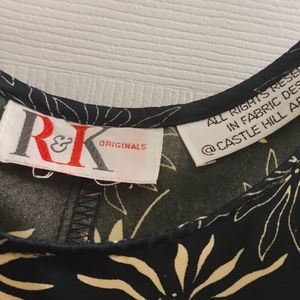 R&K
ORIGINALS
ALL RIGHTS RESE
IN FABRIC DES
@ CASTLE HILL A